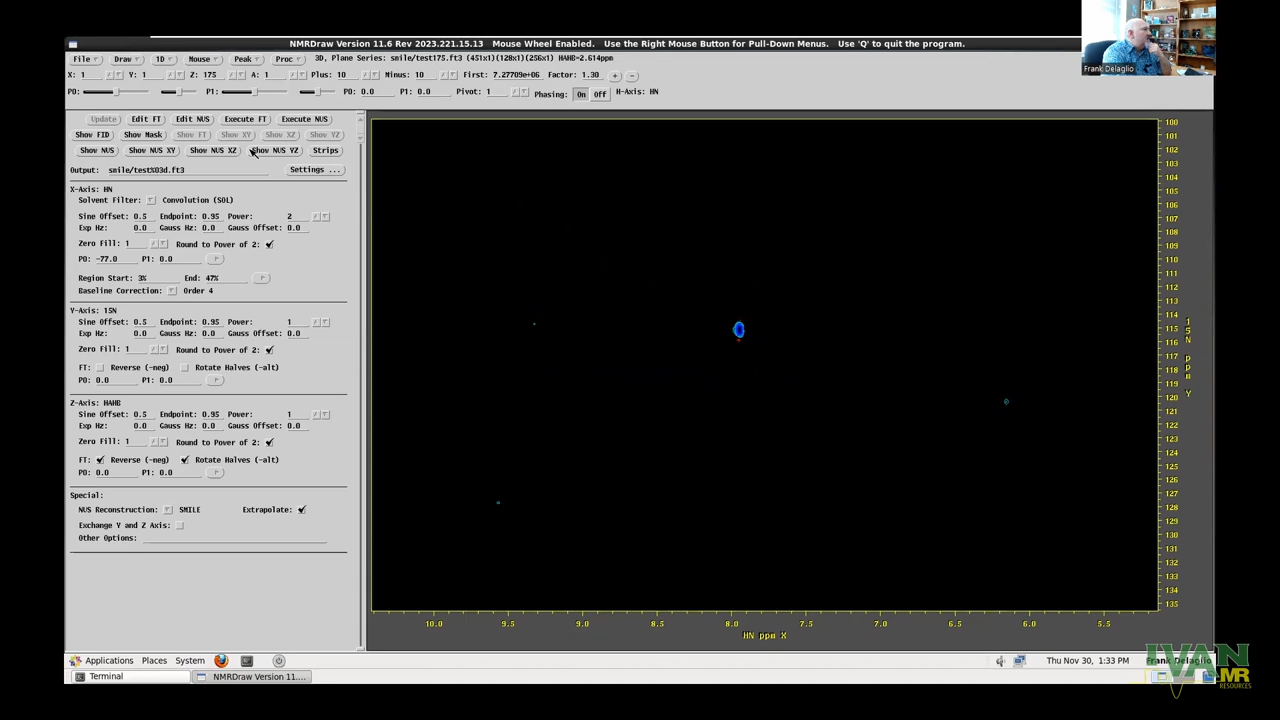 NMRDraw Version 11.6 Rev 2023.221.15.13 Mouse Wheel Enabled. Use the Right Mouse Button for Pull-Down Menus. Use 'Q' to quit the program.
Frank Delaglio
File Draw 1D Mouse Peak Proc 3D, Plane Series: smile/test175.ft3 (451x1)(128x1)(256x1) HAHB=2.614ppm
X: 1 Y: 1 Z: 175 A: 1 Plus: 10 Minus: 10 First: 7.27709e+06 Factor: 1.30 + -
P0: P1: P0: 0.0 P1: 0.0 Pivot: 1 Phasing: On Off H-Axis: HN
Update Edit FT Edit NUS Execute FT Execute NUS
Show FID Show Mask Show FT Show XY Show XZ Show YZ
Show NUS Show NUS XY Show NUS XZ Show NUS YZ Strips
Output: smile/test%03d.ft3 Settings ...
X-Axis: HN
Solvent Filter: Convolution (SOL)
Sine Offset: 0.5 Endpoint: 0.95 Power: 2
Exp Hz: 0.0 Gauss Hz: 0.0 Gauss Offset: 0.0
Zero Fill: 1 Round to Power of 2:
P0: -77.0 P1: 0.0
Region Start: 3% End: 47%
Baseline Correction: Order 4
Y-Axis: 15N
Sine Offset: 0.5 Endpoint: 0.95 Power: 1
Exp Hz: 0.0 Gauss Hz: 0.0 Gauss Offset: 0.0
Zero Fill: 1 Round to Power of 2:
FT: Reverse (-neg) Rotate Halves (-alt)
P0: 0.0 P1: 0.0
Z-Axis: HAHB
Sine Offset: 0.5 Endpoint: 0.95 Power: 1
Exp Hz: 0.0 Gauss Hz: 0.0 Gauss Offset: 0.0
Zero Fill: 1 Round to Power of 2:
FT: Reverse (-neg) Rotate Halves (-alt)
P0: 0.0 P1: 0.0
Special:
NUS Reconstruction: SMILE Extrapolate:
Exchange Y and Z Axis:
Other Options:
100
101
102
103
104
105
106
107
108
109
110
111
112
113
114
115
116
117
118
119
120
121
122
123
124
125
126
127
128
129
130
131
132
133
134
135
15N ppm Y
10.0 9.5 9.0 8.5 8.0 7.5 7.0 6.5 6.0 5.5
HN ppm X
Applications Places System Thu Nov 30, 1:33 PM Frank Delaglio
Terminal NMRDraw Version 11....
IVAN
NMR
RESOURCES